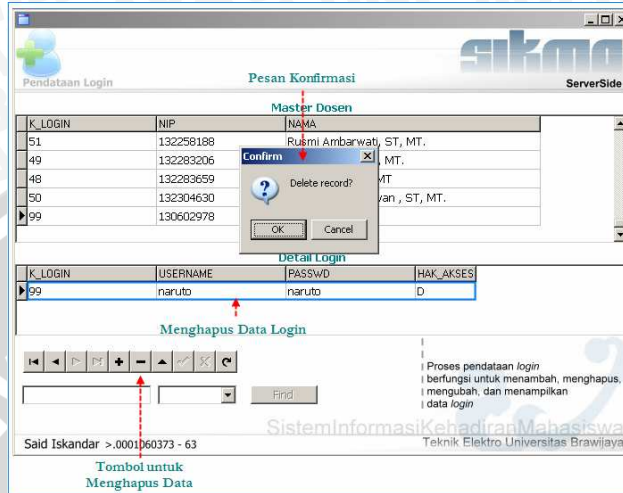 sikma
Pendataan Login
Pesan Konfirmasi
ServerSide
Master Dosen
K_LOGIN NIP NAMA
51 132258188 Rusmi Ambarwati, ST, MT.
49 132283206 , MT.
48 132283659 MT
50 132304630 van , ST, MT.
99 130602978
Confirm
Delete record?
OK Cancel
Detail Login
K_LOGIN USERNAME PASSWD HAK_AKSES
99 naruto naruto D
Menghapus Data Login
Proses pendataan login
berfungsi untuk menambah, menghapus,
mengubah, dan menampilkan
data login
Find
SistemInformasiKehadiranMahasiswa
Said Iskandar >.0001060373 - 63
Teknik Elektro Universitas Brawijaya
Tombol untuk
Menghapus Data